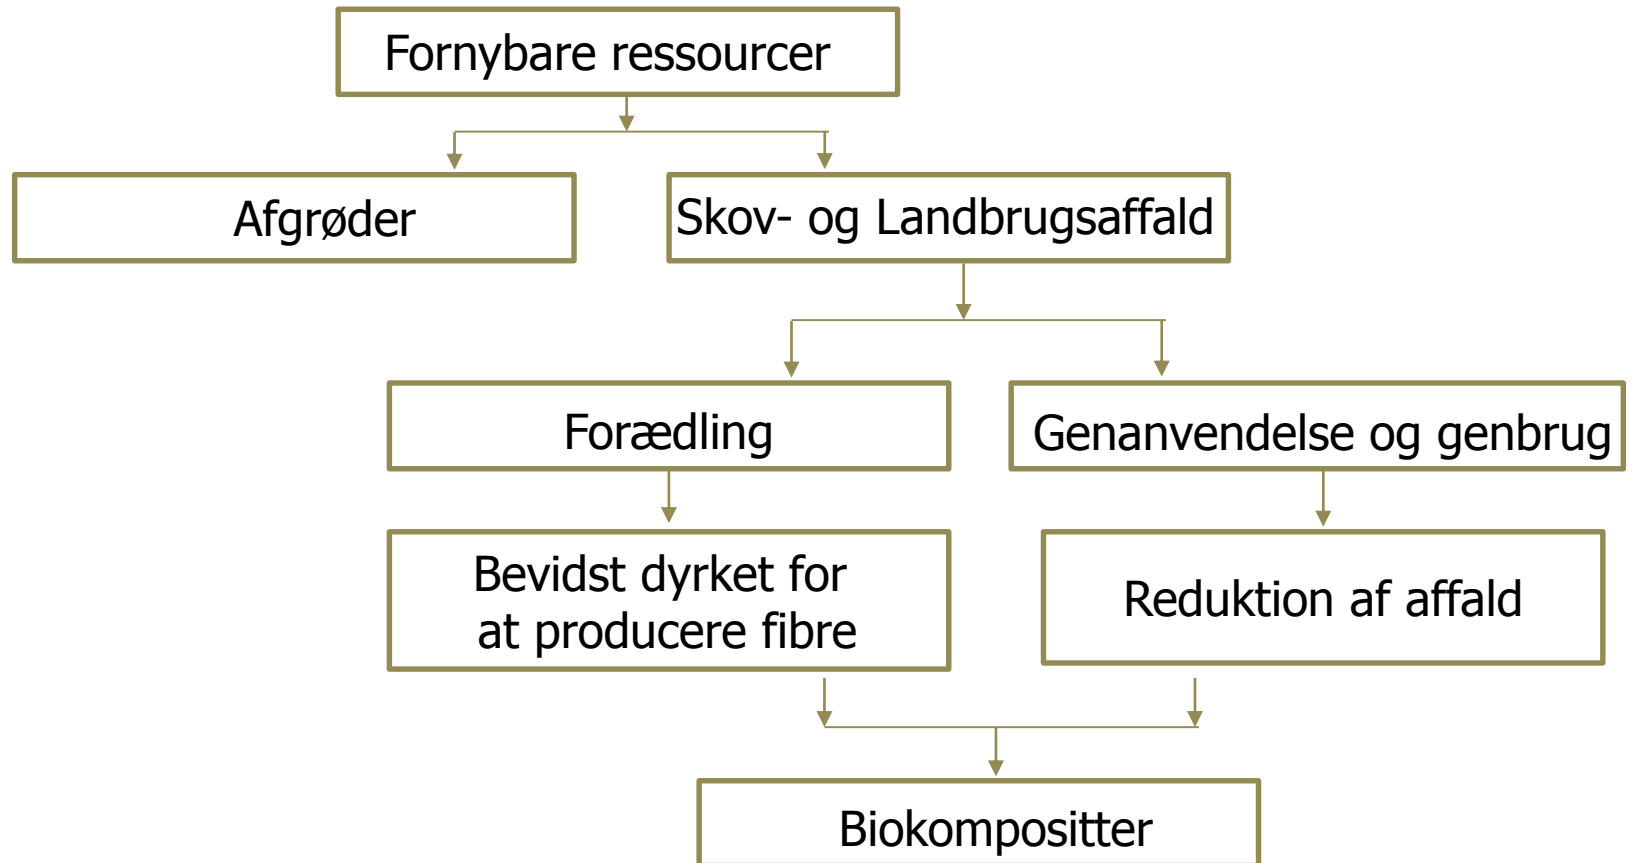 Fornybare ressourcer
Afgrøder
Skov- og Landbrugsaffald
Forædling
Genanvendelse og genbrug
Bevidst dyrket for
at producere fibre
Reduktion af affald
Biokompositter